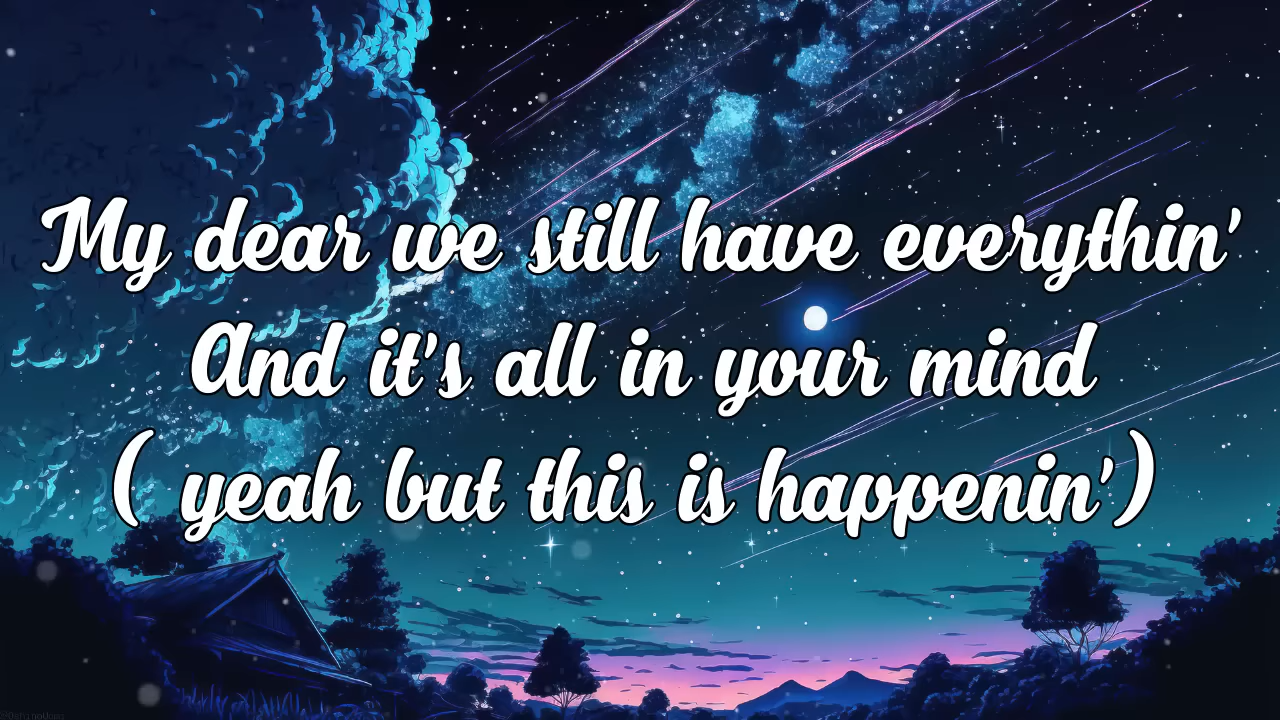 My dear we still have everythin'
And it's all in your mind
( yeah but this is happenin')